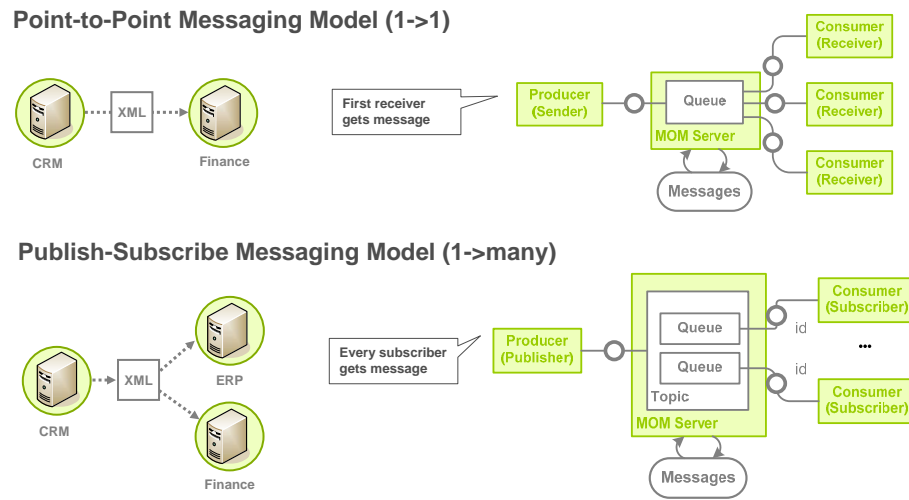 Point-to-Point Messaging Model (1->1)
CRM
XML
Finance
First receiver
gets message
Producer
(Sender)
Queue
MOM Server
Messages
Consumer
(Receiver)
Consumer
(Receiver)
Consumer
(Receiver)
Publish-Subscribe Messaging Model (1->many)
CRM
XML
ERP
Finance
Every subscriber
gets message
Producer
(Publisher)
Queue
Queue
Topic
MOM Server
Messages
id
id
Consumer
(Subscriber)
...
Consumer
(Subscriber)